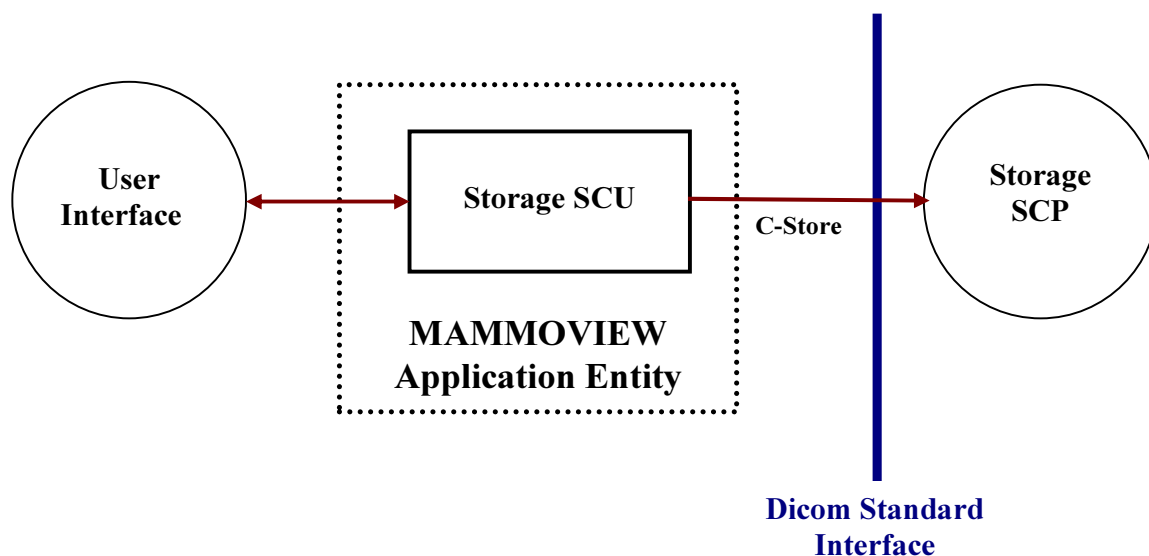 User
Interface
Storage SCU
Storage
SCP
C-Store
MAMMOVIEW
Application Entity
Dicom Standard
Interface